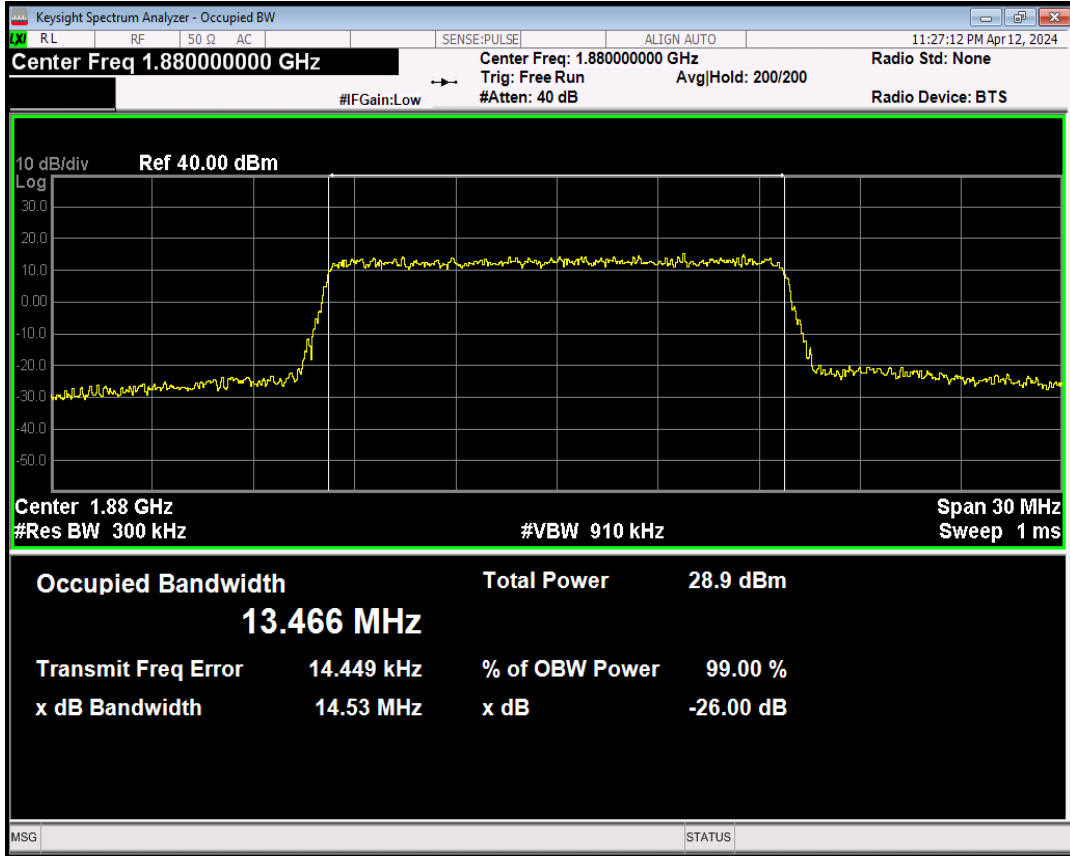 Keysight Spectrum Analyzer - Occupied BW
LXI RL RF 50 Ω AC SENSE:PULSE ALIGN AUTO 11:27:12 PM Apr 12, 2024
Center Freq 1.880000000 GHz Center Freq: 1.880000000 GHz Radio Std: None
Trig: Free Run Avg|Hold: 200/200
#IFGain:Low #Atten: 40 dB Radio Device: BTS
10 dB/div Ref 40.00 dBm
Log
30.0
20.0
10.0
0.00
-10.0
-20.0
-30.0
-40.0
-50.0
Center 1.88 GHz Span 30 MHz
#Res BW 300 kHz #VBW 910 kHz Sweep 1 ms
Occupied Bandwidth Total Power 28.9 dBm
13.466 MHz
Transmit Freq Error 14.449 kHz % of OBW Power 99.00 %
x dB Bandwidth 14.53 MHz x dB -26.00 dB
MSG STATUS